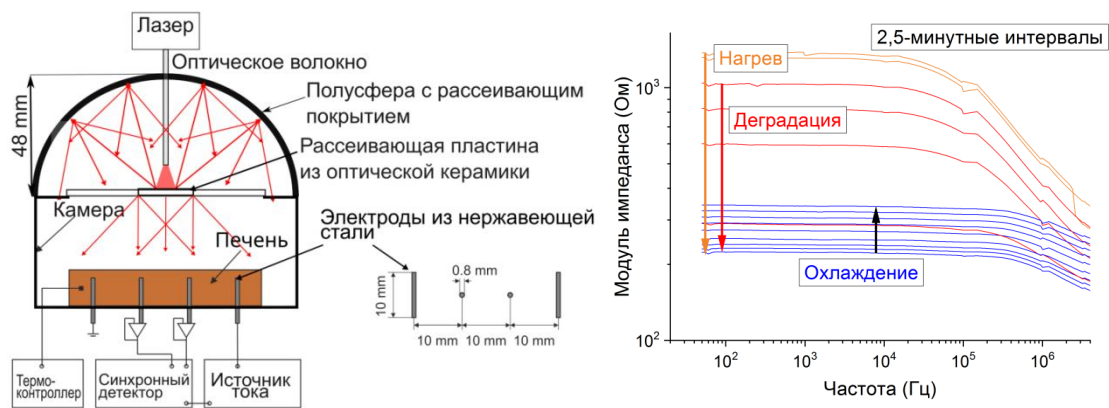 Лазер
Оптическое волокно
Полусфера с рассеивающим
покрытием
48 mm
Рассеивающая пластина
из оптической керамики
Камера
Электроды из нержавеющей
стали
Печень
0.8 mm
10 mm
10 mm 10 mm 10 mm
Термо-
контроллер
Синхронный
детектор
Источник
тока
2,5-минутные интервалы
Нагрев
Деградация
Охлаждение
Модуль импеданса (Ом)
10³
10²
10² 10³ 10⁴ 10⁵ 10⁶
Частота (Гц)